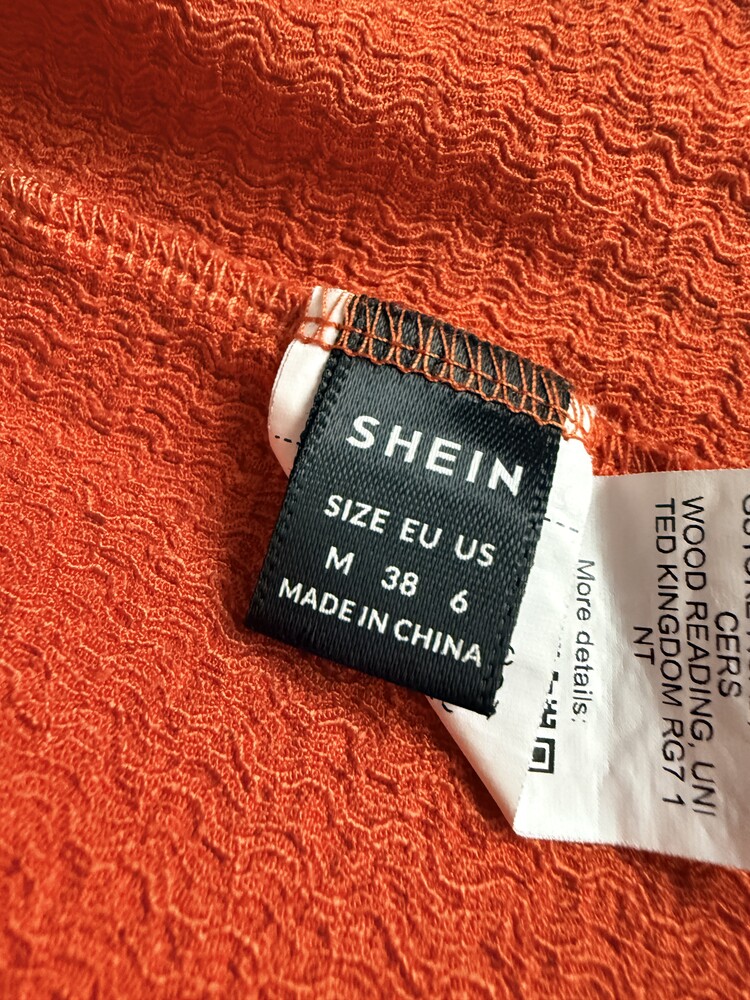 SHEIN
SIZE EU US
M 38 6
MADE IN CHINA
More details:
CERS
WOOD READING, UNI
TED KINGDOM RG7 1
NT